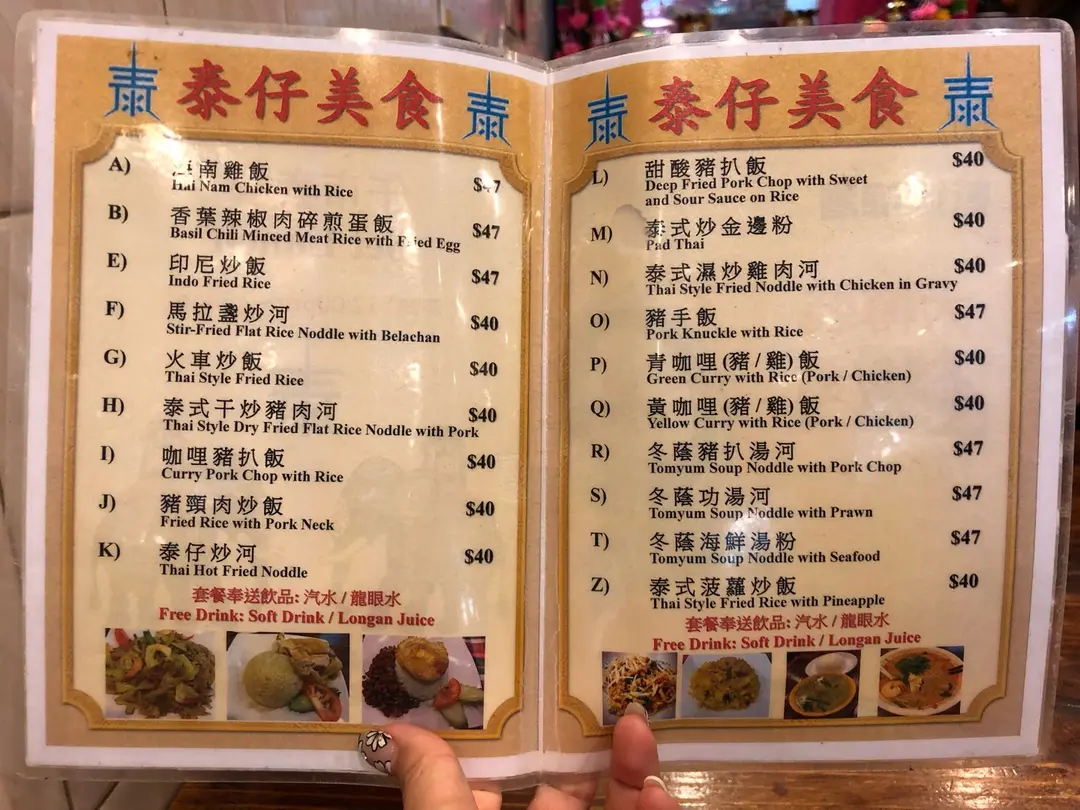 泰 泰仔美食 泰
A) 海南雞飯
Hai Nam Chicken with Rice $47
B) 香葉辣椒肉碎煎蛋飯 $47
Basil Chili Minced Meat Rice with Fried Egg
E) 印尼炒飯 $47
Indo Fried Rice
F) 馬拉盞炒河 $40
Stir-Fried Flat Rice Noddle with Belachan
G) 火車炒飯 $40
Thai Style Fried Rice
H) 泰式干炒豬肉河 $40
Thai Style Dry Fried Flat Rice Noddle with Pork
I) 咖哩豬扒飯 $40
Curry Pork Chop with Rice
J) 豬頸肉炒飯 $40
Fried Rice with Pork Neck
K) 泰仔炒河 $40
Thai Hot Fried Noddle
套餐奉送飲品: 汽水 / 龍眼水
Free Drink: Soft Drink / Longan Juice
泰 泰仔美食 泰
L) 甜酸豬扒飯 $40
Deep Fried Pork Chop with Sweet
and Sour Sauce on Rice
M) 泰式炒金邊粉 $40
Pad Thai
N) 泰式濕炒雞肉河 $40
Thai Style Fried Noddle with Chicken in Gravy
O) 豬手飯 $47
Pork Knuckle with Rice
P) 青咖哩 (豬 / 雞) 飯 $40
Green Curry with Rice (Pork / Chicken)
Q) 黃咖哩 (豬 / 雞) 飯 $40
Yellow Curry with Rice (Pork / Chicken)
R) 冬蔭豬扒湯河 $47
Tomyum Soup Noddle with Pork Chop
S) 冬蔭功湯河 $47
Tomyum Soup Noddle with Prawn
T) 冬蔭海鮮湯粉 $47
Tomyum Soup Noddle with Seafood
Z) 泰式菠蘿炒飯 $40
Thai Style Fried Rice with Pineapple
套餐奉送飲品: 汽水 / 龍眼水
Free Drink: Soft Drink / Longan Juice